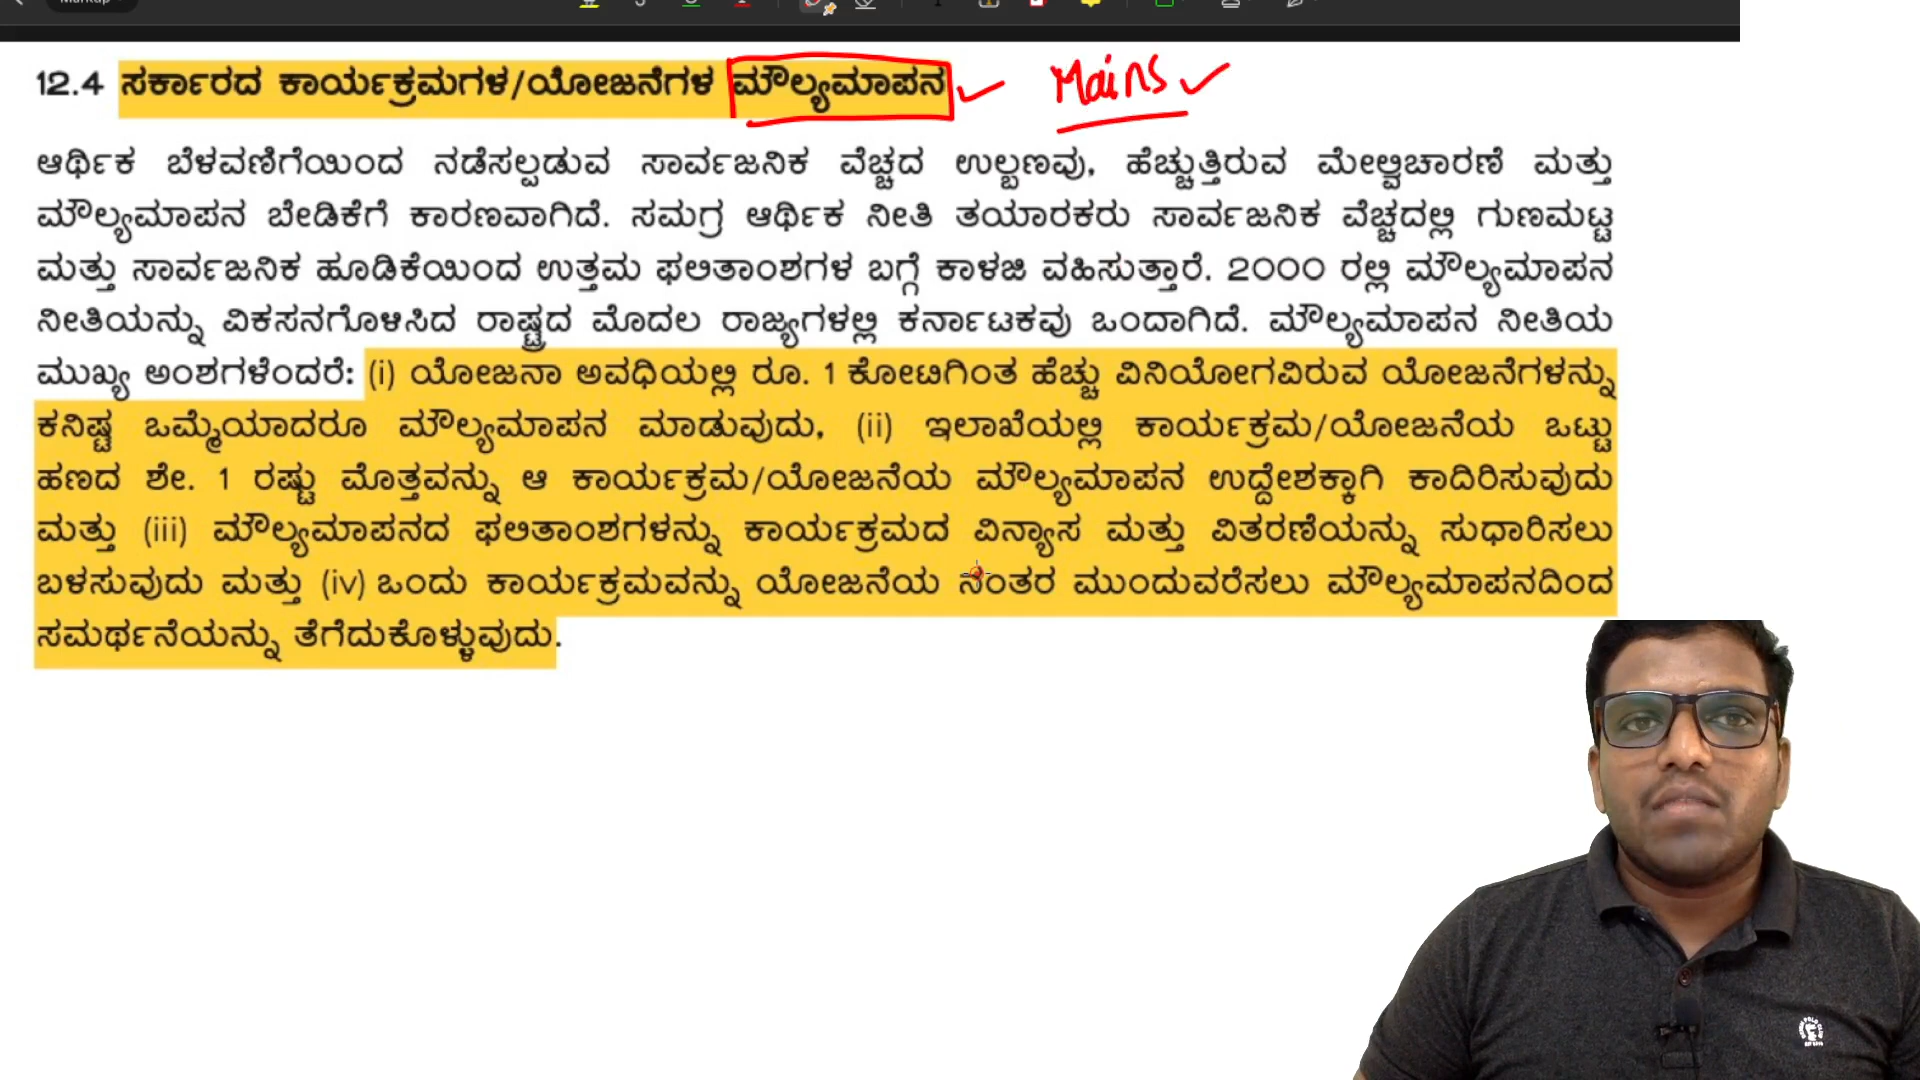 Markup
12.4 ಸರ್ಕಾರದ ಕಾರ್ಯಕ್ರಮಗಳ/ಯೋಜನೆಗಳ ಮೌಲ್ಯಮಾಪನ Mains
ಆರ್ಥಿಕ ಬೆಳವಣಿಗೆಯಿಂದ ನಡೆಸಲ್ಪಡುವ ಸಾರ್ವಜನಿಕ ವೆಚ್ಚದ ಉಲ್ಬಣವು, ಹೆಚ್ಚುತ್ತಿರುವ ಮೇಲ್ವಿಚಾರಣೆ ಮತ್ತು
ಮೌಲ್ಯಮಾಪನ ಬೇಡಿಕೆಗೆ ಕಾರಣವಾಗಿದೆ. ಸಮಗ್ರ ಆರ್ಥಿಕ ನೀತಿ ತಯಾರಕರು ಸಾರ್ವಜನಿಕ ವೆಚ್ಚದಲ್ಲಿ ಗುಣಮಟ್ಟ
ಮತ್ತು ಸಾರ್ವಜನಿಕ ಹೂಡಿಕೆಯಿಂದ ಉತ್ತಮ ಫಲಿತಾಂಶಗಳ ಬಗ್ಗೆ ಕಾಳಜಿ ವಹಿಸುತ್ತಾರೆ. 2000 ರಲ್ಲಿ ಮೌಲ್ಯಮಾಪನ
ನೀತಿಯನ್ನು ವಿಕಸನಗೊಳಿಸಿದ ರಾಷ್ಟ್ರದ ಮೊದಲ ರಾಜ್ಯಗಳಲ್ಲಿ ಕರ್ನಾಟಕವು ಒಂದಾಗಿದೆ. ಮೌಲ್ಯಮಾಪನ ನೀತಿಯ
ಮುಖ್ಯ ಅಂಶಗಳೆಂದರೆ: (i) ಯೋಜನಾ ಅವಧಿಯಲ್ಲಿ ರೂ. 1 ಕೋಟಿಗಿಂತ ಹೆಚ್ಚು ವಿನಿಯೋಗವಿರುವ ಯೋಜನೆಗಳನ್ನು
ಕನಿಷ್ಟ ಒಮ್ಮೆಯಾದರೂ ಮೌಲ್ಯಮಾಪನ ಮಾಡುವುದು, (ii) ಇಲಾಖೆಯಲ್ಲಿ ಕಾರ್ಯಕ್ರಮ/ಯೋಜನೆಯ ಒಟ್ಟು
ಹಣದ ಶೇ. 1 ರಷ್ಟು ಮೊತ್ತವನ್ನು ಆ ಕಾರ್ಯಕ್ರಮ/ಯೋಜನೆಯ ಮೌಲ್ಯಮಾಪನ ಉದ್ದೇಶಕ್ಕಾಗಿ ಕಾದಿರಿಸುವುದು
ಮತ್ತು (iii) ಮೌಲ್ಯಮಾಪನದ ಫಲಿತಾಂಶಗಳನ್ನು ಕಾರ್ಯಕ್ರಮದ ವಿನ್ಯಾಸ ಮತ್ತು ವಿತರಣೆಯನ್ನು ಸುಧಾರಿಸಲು
ಬಳಸುವುದು ಮತ್ತು (iv) ಒಂದು ಕಾರ್ಯಕ್ರಮವನ್ನು ಯೋಜನೆಯ ನಂತರ ಮುಂದುವರೆಸಲು ಮೌಲ್ಯಮಾಪನದಿಂದ
ಸಮರ್ಥನೆಯನ್ನು ತೆಗೆದುಕೊಳ್ಳುವುದು.